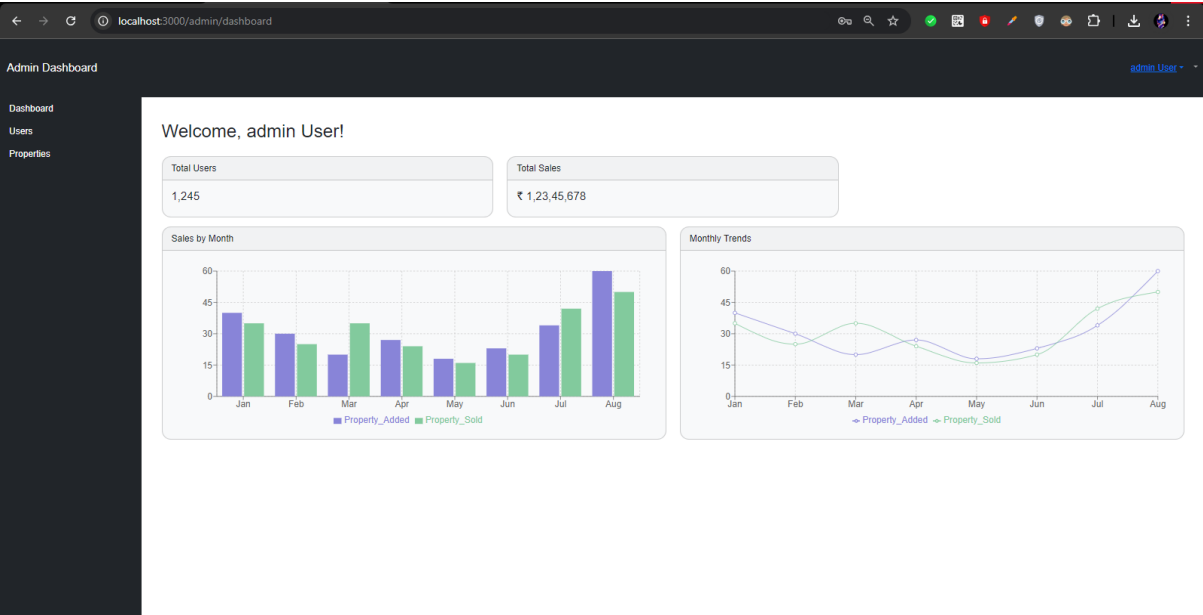 localhost:3000/admin/dashboard
Admin Dashboard
admin User
Dashboard
Users
Properties
Welcome, admin User!
Total Users
1,245
Total Sales
₹ 1,23,45,678
Sales by Month
60
45
30
15
0
Jan Feb Mar Apr May Jun Jul Aug
Property_Added Property_Sold
Monthly Trends
60
45
30
15
0
Jan Feb Mar Apr May Jun Jul Aug
Property_Added Property_Sold